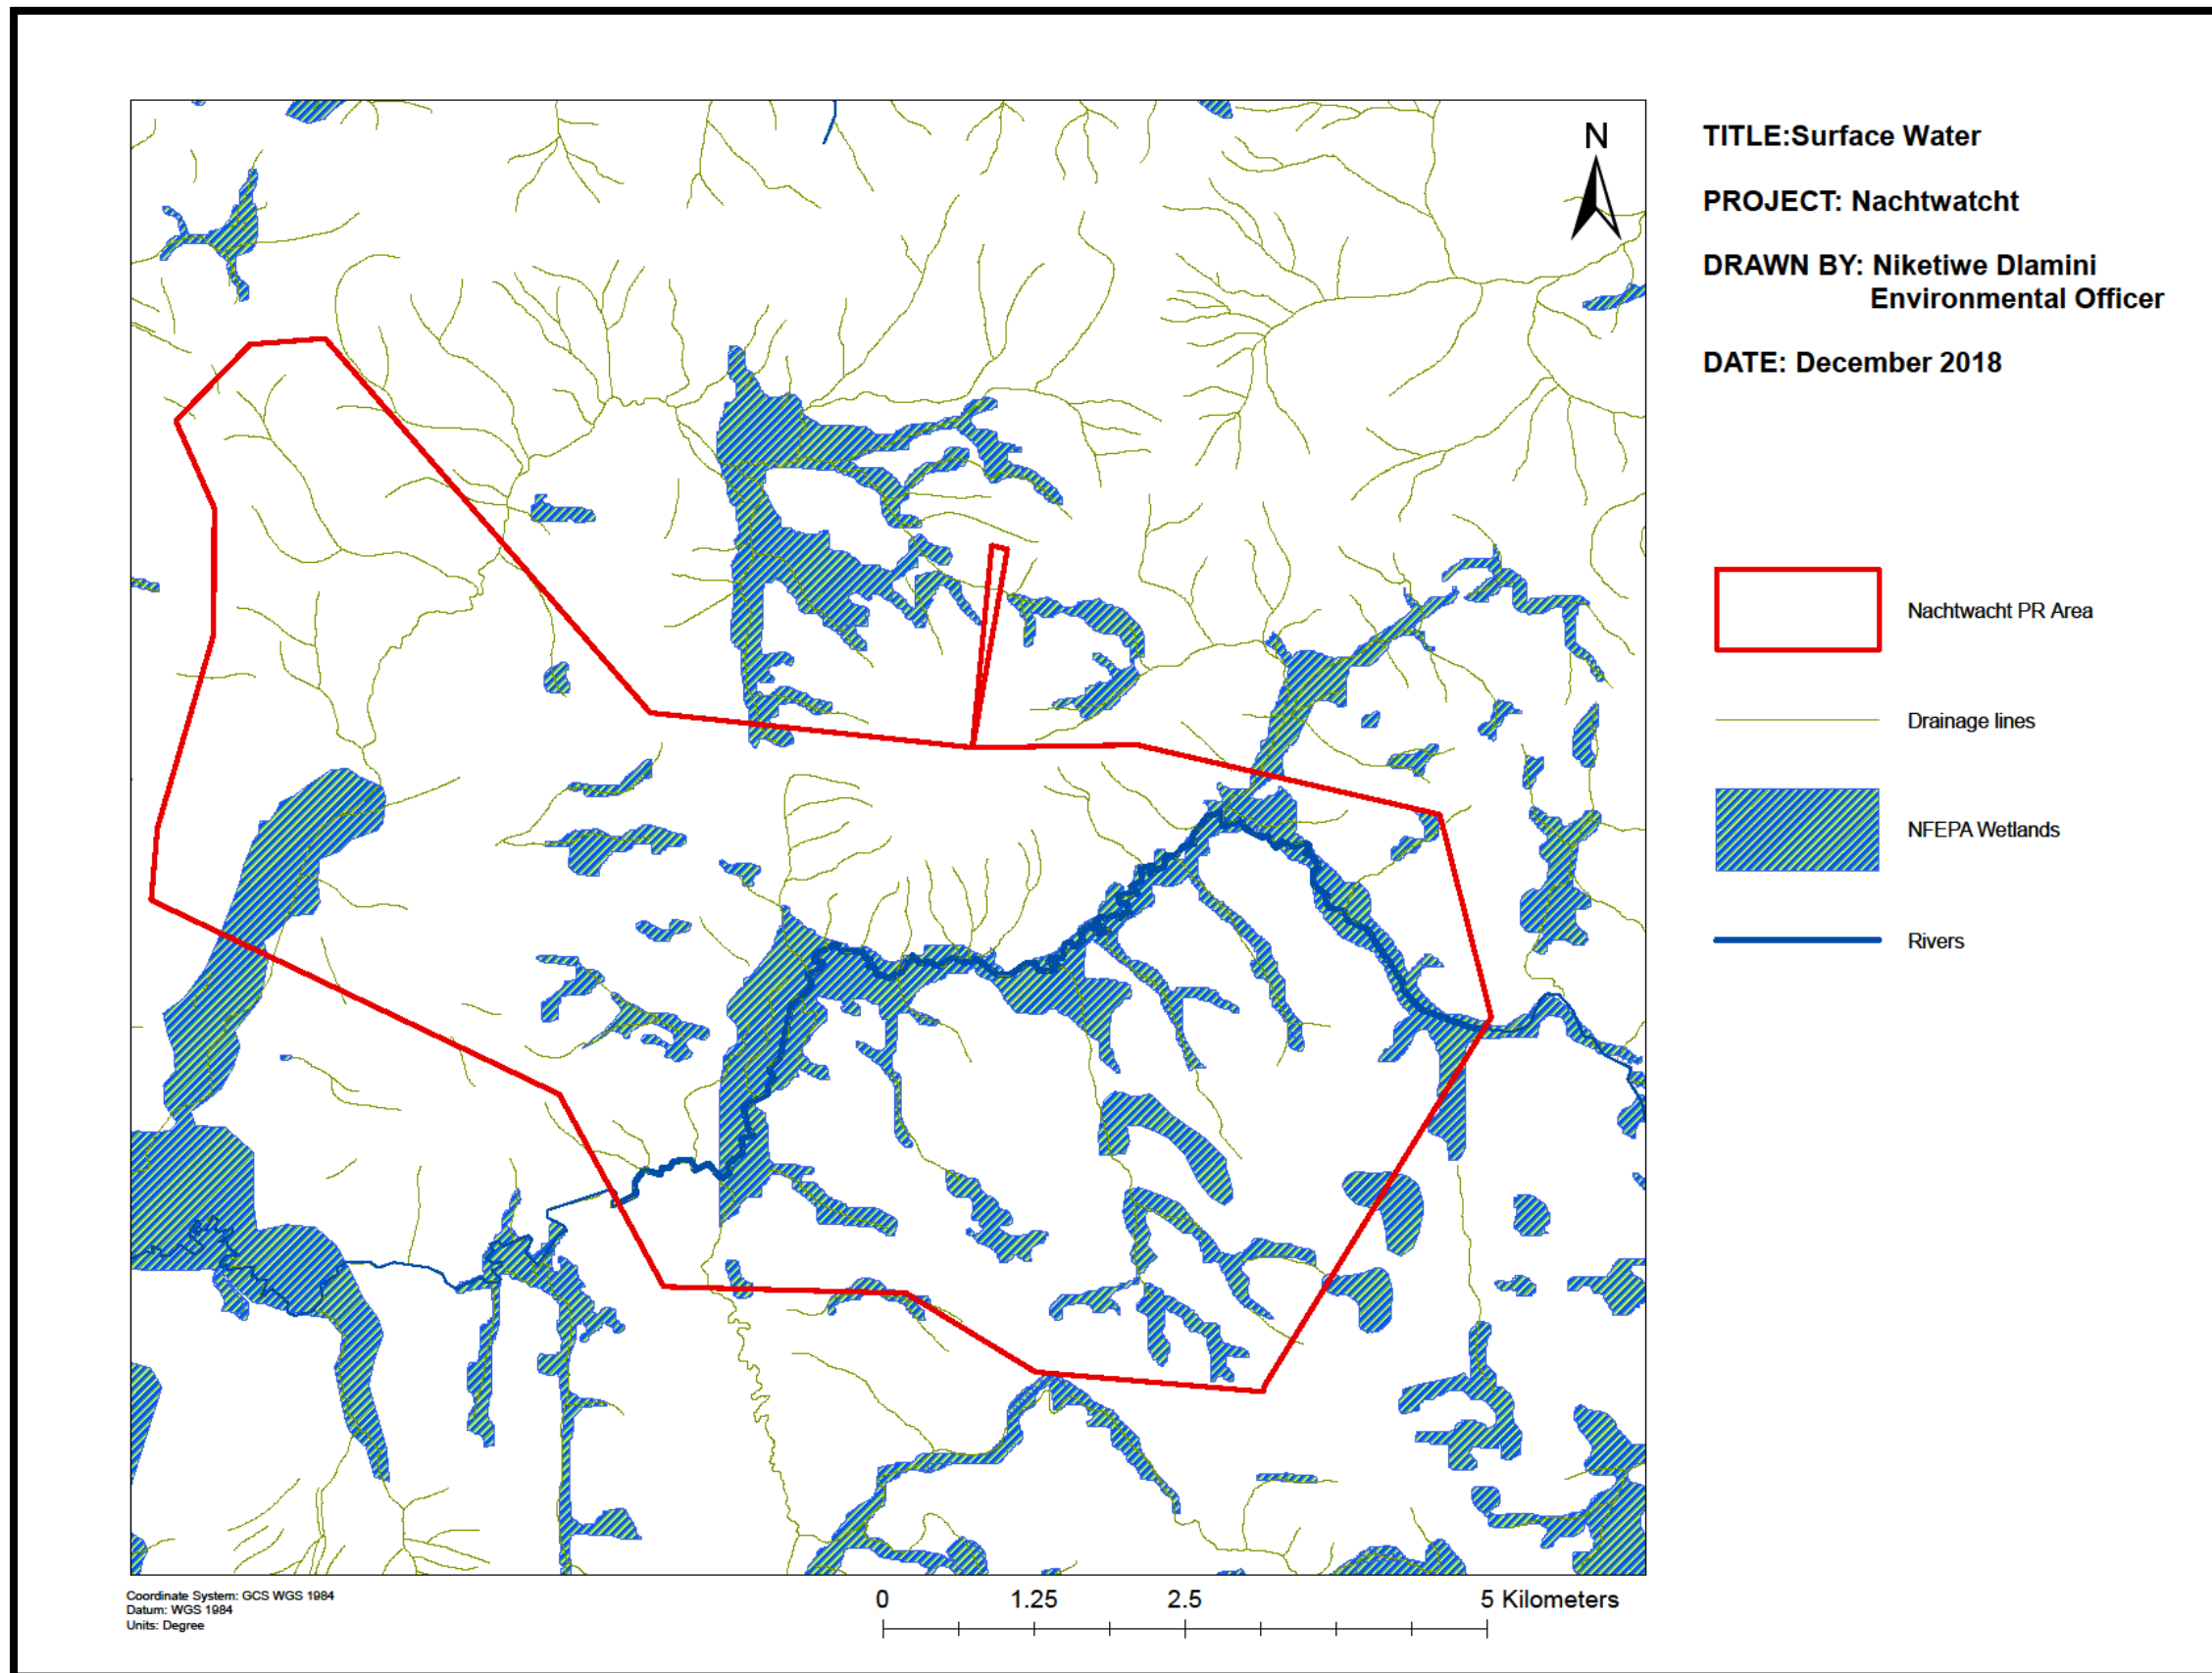 N
TITLE:Surface Water
PROJECT: Nachtwatcht
DRAWN BY: Niketiwe Dlamini
Environmental Officer
DATE: December 2018
Nachtwacht PR Area
Drainage lines
NFEPA Wetlands
Rivers
Coordinate System: GCS WGS 1984
Datum: WGS 1984
Units: Degree
0 1.25 2.5 5 Kilometers